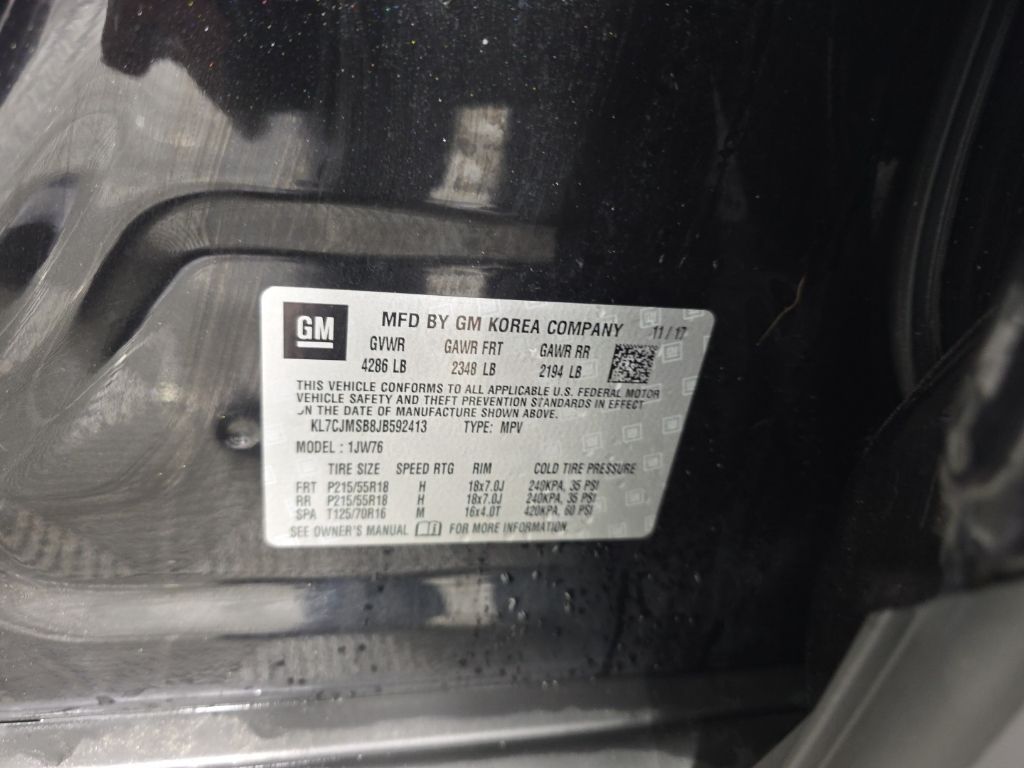 GM MFD BY GM KOREA COMPANY 11 / 17
GVWR GAWR FRT GAWR RR
4286 LB 2348 LB 2194 LB
THIS VEHICLE CONFORMS TO ALL APPLICABLE U.S. FEDERAL MOTOR
VEHICLE SAFETY AND THEFT PREVENTION STANDARDS IN EFFECT
ON THE DATE OF MANUFACTURE SHOWN ABOVE.
KL7CJMSB8JB592413 TYPE: MPV
MODEL : 1JW76
TIRE SIZE SPEED RTG RIM COLD TIRE PRESSURE
FRT P215/55R18 H 18x7.0J 240KPA, 35 PSI
RR P215/55R18 H 18x7.0J 240KPA, 35 PSI
SPA T125/70R16 M 16x4.0T 420KPA, 60 PSI
SEE OWNER'S MANUAL FOR MORE INFORMATION.